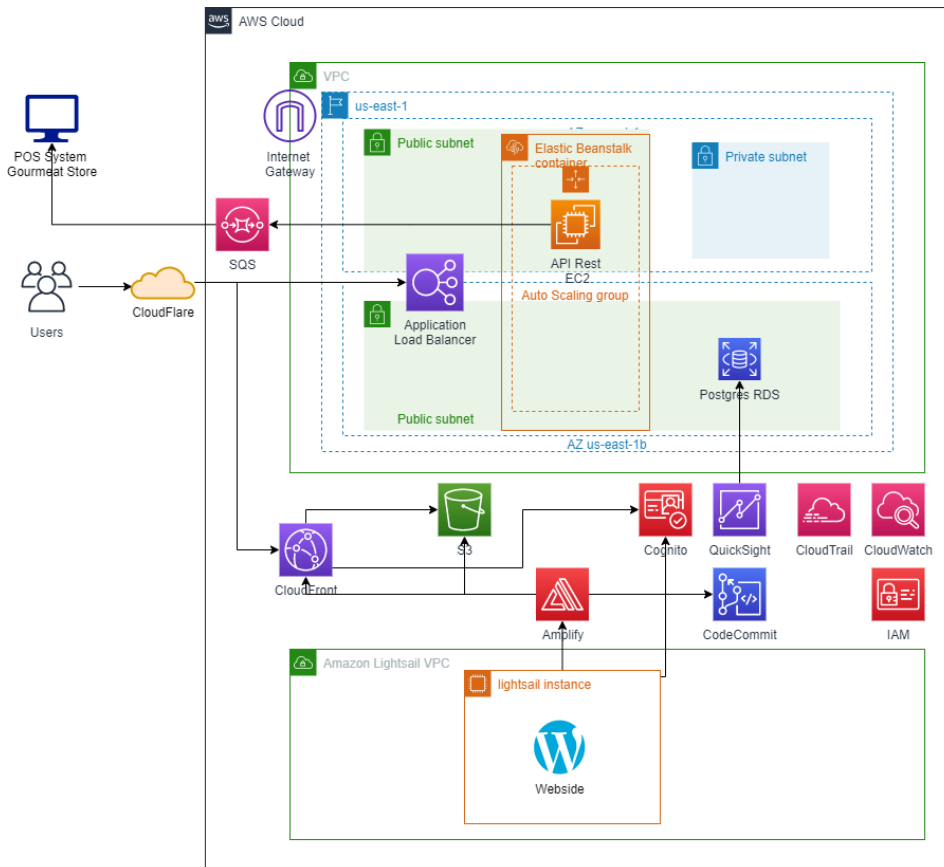 aws
AWS Cloud
VPC
us-east-1
Internet
Gateway
POS System
Gourmeat Store
Public subnet
Elastic Beanstalk
container
Private subnet
SQS
API Rest
EC2
Auto Scaling group
Users
CloudFlare
Application
Load Balancer
Postgres RDS
Public subnet
AZ us-east-1b
S3
Cognito
QuickSight
CloudTrail
CloudWatch
CloudFront
Amplify
CodeCommit
IAM
Amazon Lightsail VPC
lightsail instance
Webside